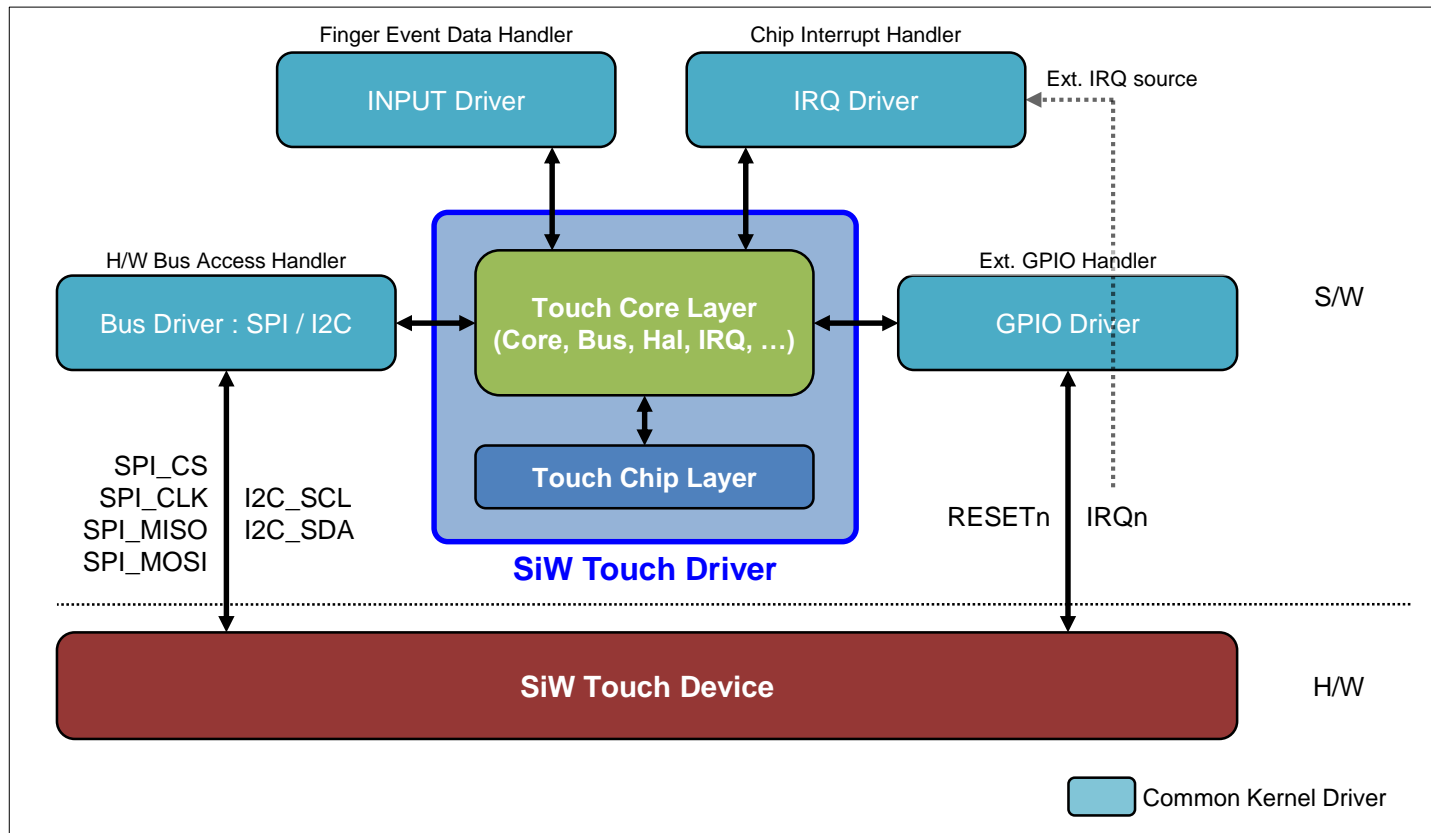 Finger Event Data Handler
Chip Interrupt Handler
INPUT Driver
IRQ Driver
Ext. IRQ source
H/W Bus Access Handler
Ext. GPIO Handler
Bus Driver : SPI / I2C
Touch Core Layer
(Core, Bus, Hal, IRQ, …)
GPIO Driver
S/W
Touch Chip Layer
SPI_CS
SPI_CLK
SPI_MISO
SPI_MOSI
I2C_SCL
I2C_SDA
RESETn
IRQn
SiW Touch Driver
SiW Touch Device
H/W
Common Kernel Driver